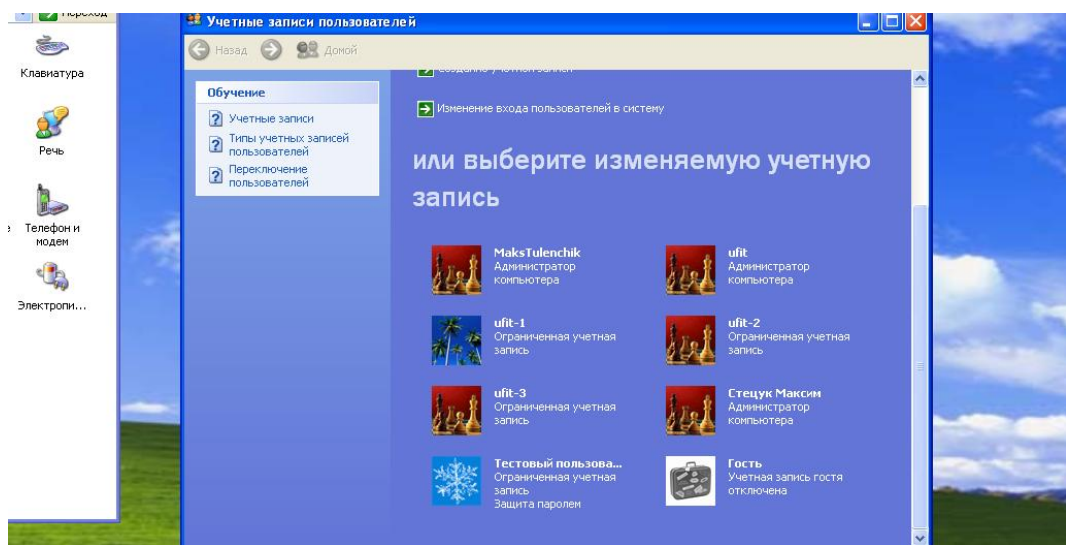 Переход
Клавиатура
Речь
Телефон и
модем
Электропи...
Учетные записи пользователей
Назад
Домой
Обучение
Учетные записи
Типы учетных записей
пользователей
Переключение
пользователей
Изменение входа пользователей в систему
или выберите изменяемую учетную
запись
MaksTulenchik
Администратор
компьютера
ufit
Администратор
компьютера
ufit-1
Ограниченная учетная
запись
ufit-2
Ограниченная учетная
запись
ufit-3
Ограниченная учетная
запись
Стецук Максим
Администратор
компьютера
Тестовый пользова...
Ограниченная учетная
запись
Защита паролем
Гость
Учетная запись гостя
отключена